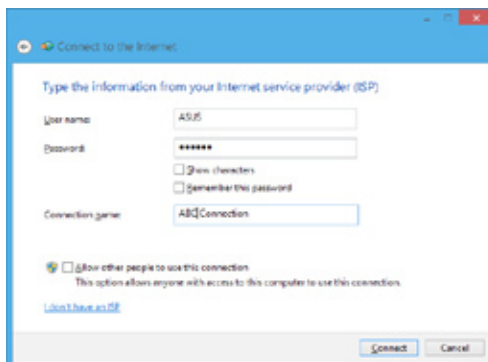 Connect to the Internet
Type the information from your Internet service provider (ISP)
User name: ASUS
Password: ••••••
Show characters
Remember this password
Connection name: ABC Connection
Allow other people to use this connection
This option allows anyone with access to this computer to use this connection.
I don't have an ISP
Connect Cancel